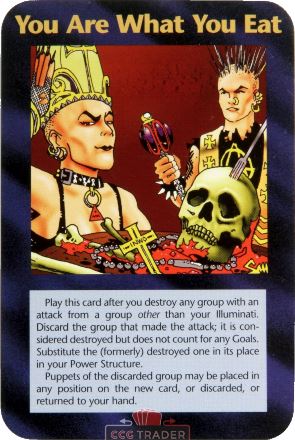 You Are What You Eat
INWO
Play this card after you destroy any group with an
attack from a group other than your Illuminati.
Discard the group that made the attack; it is con-
sidered destroyed but does not count for any Goals.
Substitute the (formerly) destroyed one in its place
in your Power Structure.
Puppets of the discarded group may be placed in
any position on the new card, or discarded, or
returned to your hand.
CCG TRADER